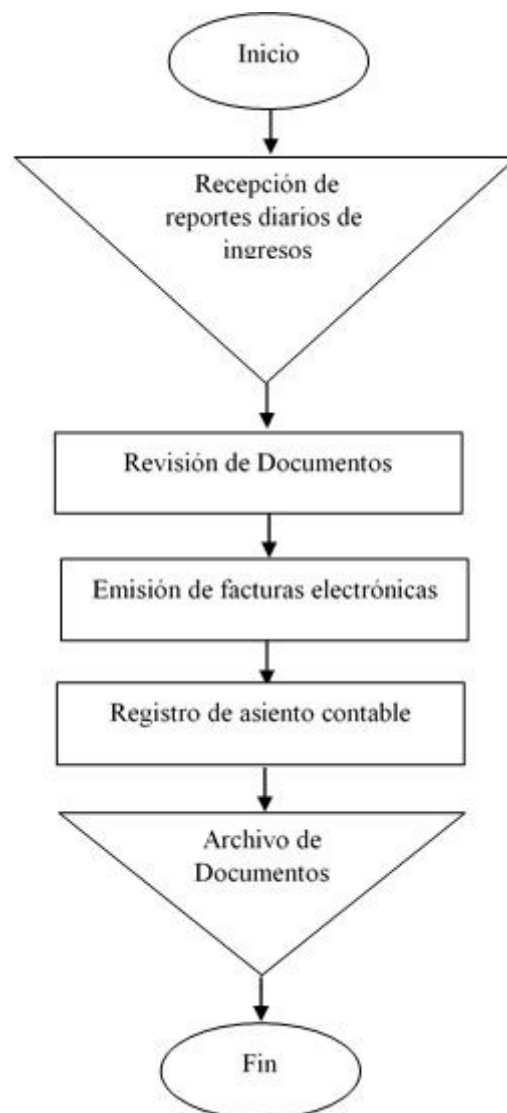 Inicio
Recepción de
reportes diarios de
ingresos
Revisión de Documentos
Emisión de facturas electrónicas
Registro de asiento contable
Archivo de
Documentos
Fin